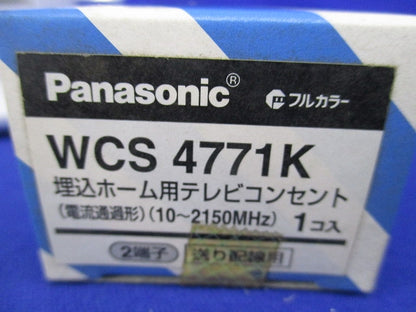 Panasonic® フルカラー
WCS 4771K
埋込ホーム用テレビコンセント
(電流通過形)(10~2150MHz) 1コ入
2端子 送り配線用